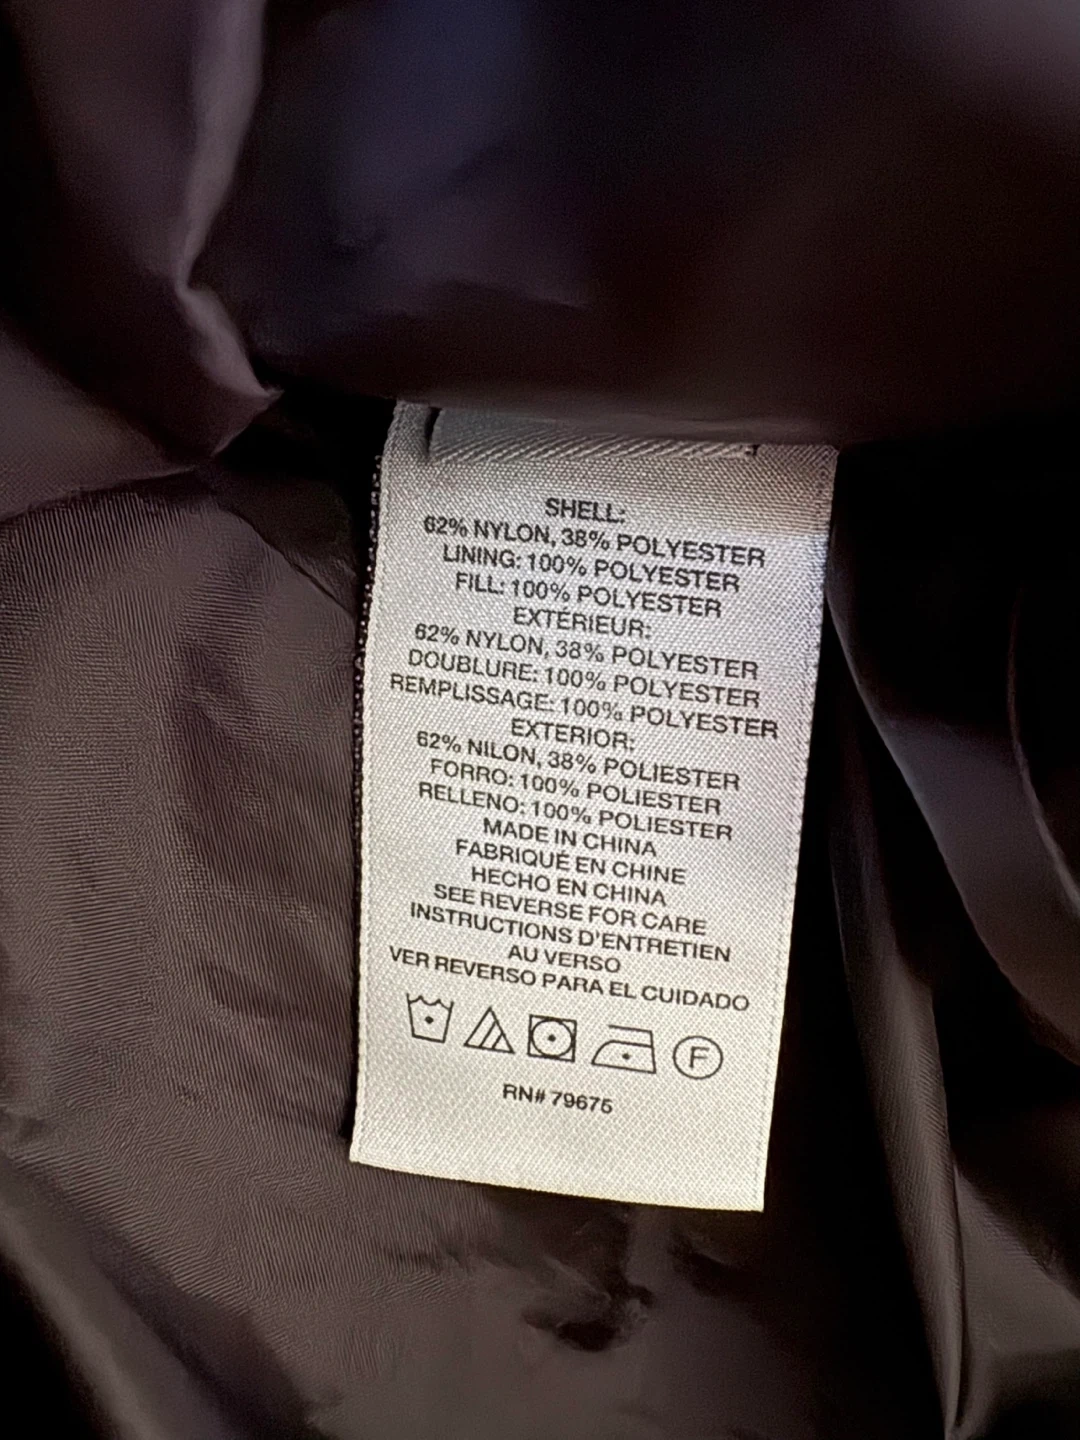 SHELL:
62% NYLON, 38% POLYESTER
LINING: 100% POLYESTER
FILL: 100% POLYESTER
EXTÉRIEUR:
62% NYLON, 38% POLYESTER
DOUBLURE: 100% POLYESTER
REMPLISSAGE: 100% POLYESTER
EXTERIOR:
62% NILON, 38% POLIESTER
FORRO: 100% POLIESTER
RELLENO: 100% POLIESTER
MADE IN CHINA
FABRIQUÉ EN CHINE
HECHO EN CHINA
SEE REVERSE FOR CARE
INSTRUCTIONS D'ENTRETIEN
AU VERSO
VER REVERSO PARA EL CUIDADO
F
RN# 79675